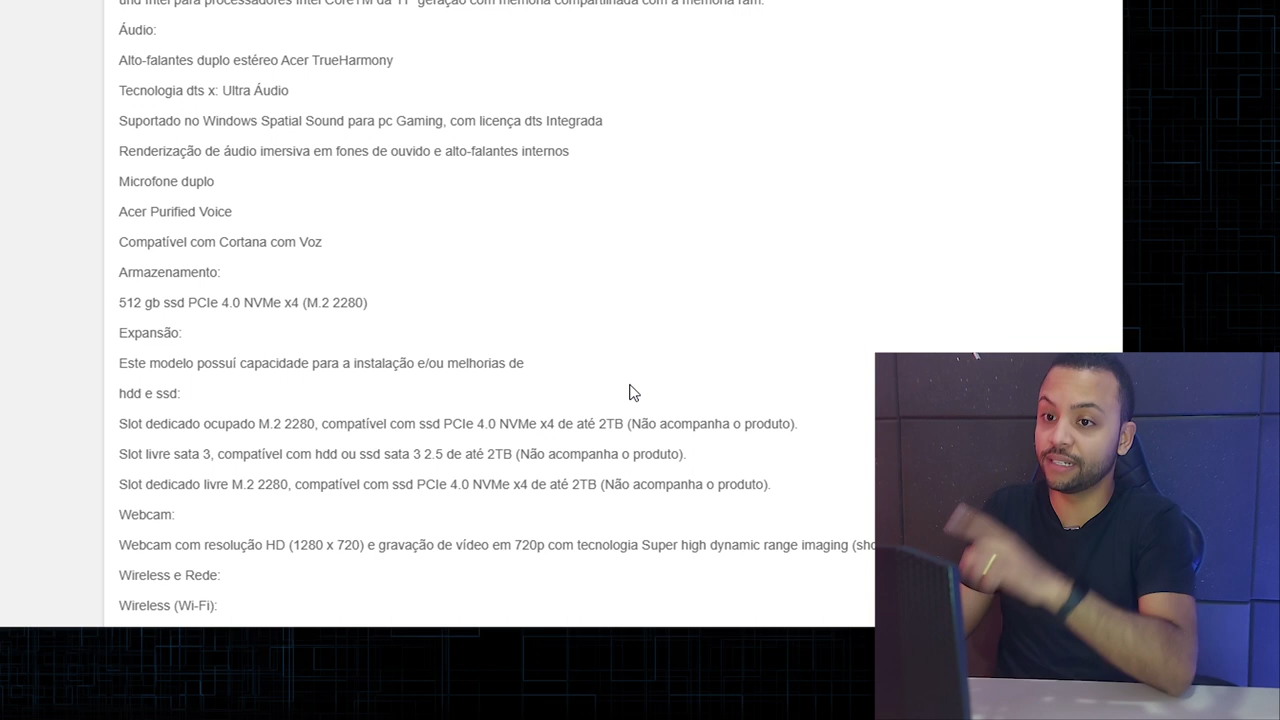 Áudio:
Alto-falantes duplo estéreo Acer TrueHarmony
Tecnologia dts x: Ultra Áudio
Suportado no Windows Spatial Sound para pc Gaming, com licença dts Integrada
Renderização de áudio imersiva em fones de ouvido e alto-falantes internos
Microfone duplo
Acer Purified Voice
Compatível com Cortana com Voz
Armazenamento:
512 gb ssd PCIe 4.0 NVMe x4 (M.2 2280)
Expansão:
Este modelo possuí capacidade para a instalação e/ou melhorias de
hdd e ssd:
Slot dedicado ocupado M.2 2280, compatível com ssd PCIe 4.0 NVMe x4 de até 2TB (Não acompanha o produto).
Slot livre sata 3, compatível com hdd ou ssd sata 3 2.5 de até 2TB (Não acompanha o produto).
Slot dedicado livre M.2 2280, compatível com ssd PCIe 4.0 NVMe x4 de até 2TB (Não acompanha o produto).
Webcam:
Webcam com resolução HD (1280 x 720) e gravação de vídeo em 720p com tecnologia Super high dynamic range imaging
Wireless e Rede:
Wireless (Wi-Fi):